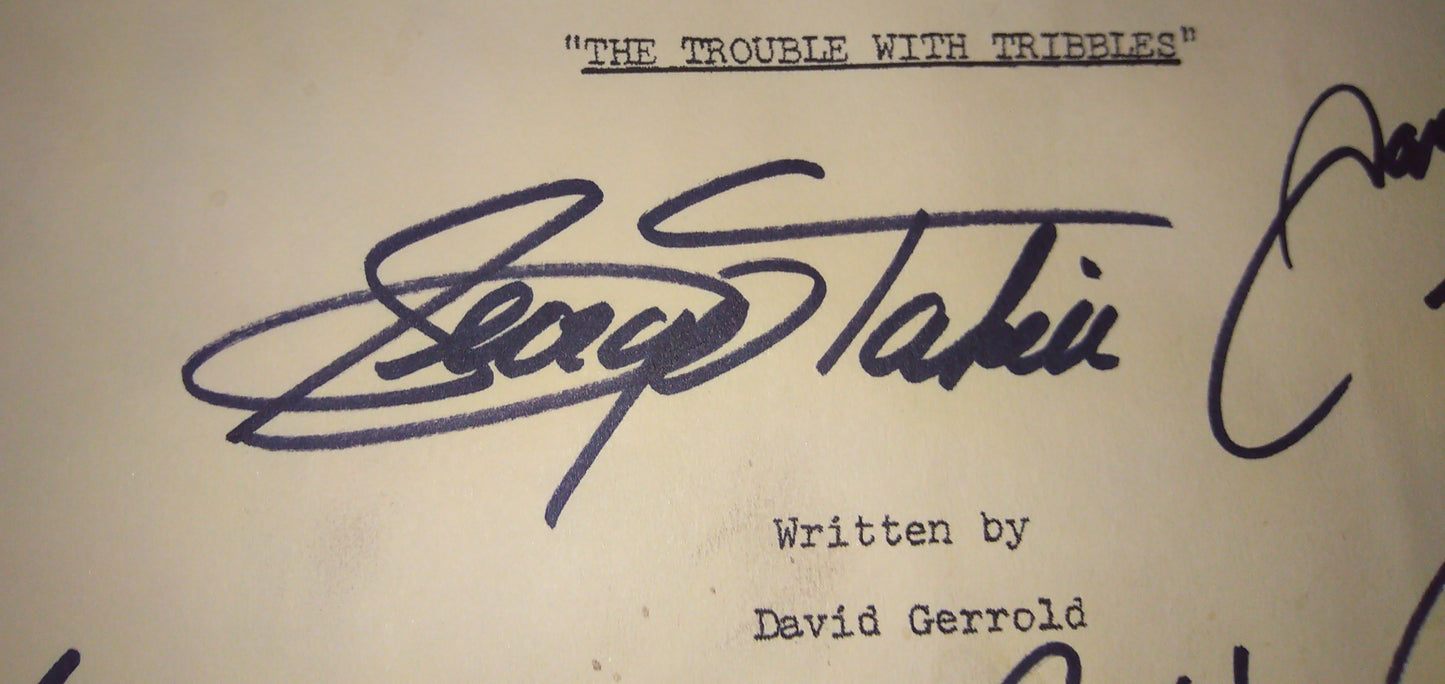 "THE TROUBLE WITH TRIBBLES"
George Takei
Written by
David Gerrold